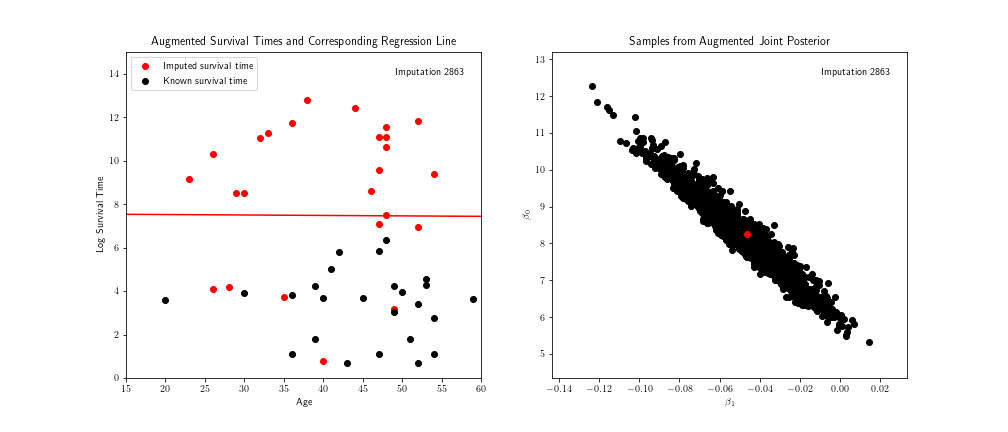 Augmented Survival Times and Corresponding Regression Line
Imputed survival time
Known survival time
Imputation 2863
14
12
10
8
6
4
2
0
Log Survival Time
15 20 25 30 35 40 45 50 55 60
Age
Samples from Augmented Joint Posterior
Imputation 2863
13
12
11
10
9
8
7
6
5
β₀
−0.14 −0.12 −0.10 −0.08 −0.06 −0.04 −0.02 0.00 0.02
β₁